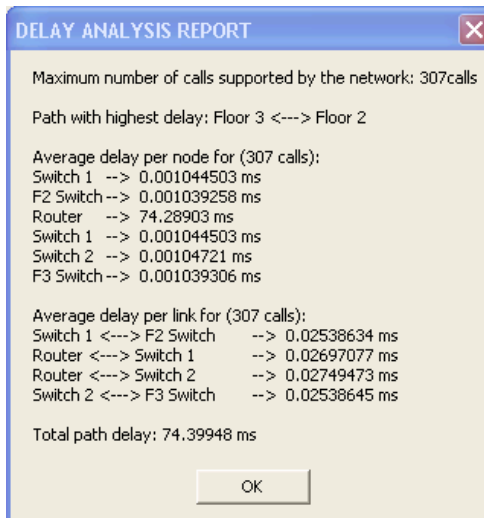 DELAY ANALYSIS REPORT
Maximum number of calls supported by the network: 307calls
Path with highest delay: Floor 3 <---> Floor 2
Average delay per node for (307 calls):
Switch 1 --> 0.001044503 ms
F2 Switch --> 0.001039258 ms
Router --> 74.28903 ms
Switch 1 --> 0.001044503 ms
Switch 2 --> 0.00104721 ms
F3 Switch --> 0.001039306 ms
Average delay per link for (307 calls):
Switch 1 <---> F2 Switch --> 0.02538634 ms
Router <---> Switch 1 --> 0.02697077 ms
Router <---> Switch 2 --> 0.02749473 ms
Switch 2 <---> F3 Switch --> 0.02538645 ms
Total path delay: 74.39948 ms
OK